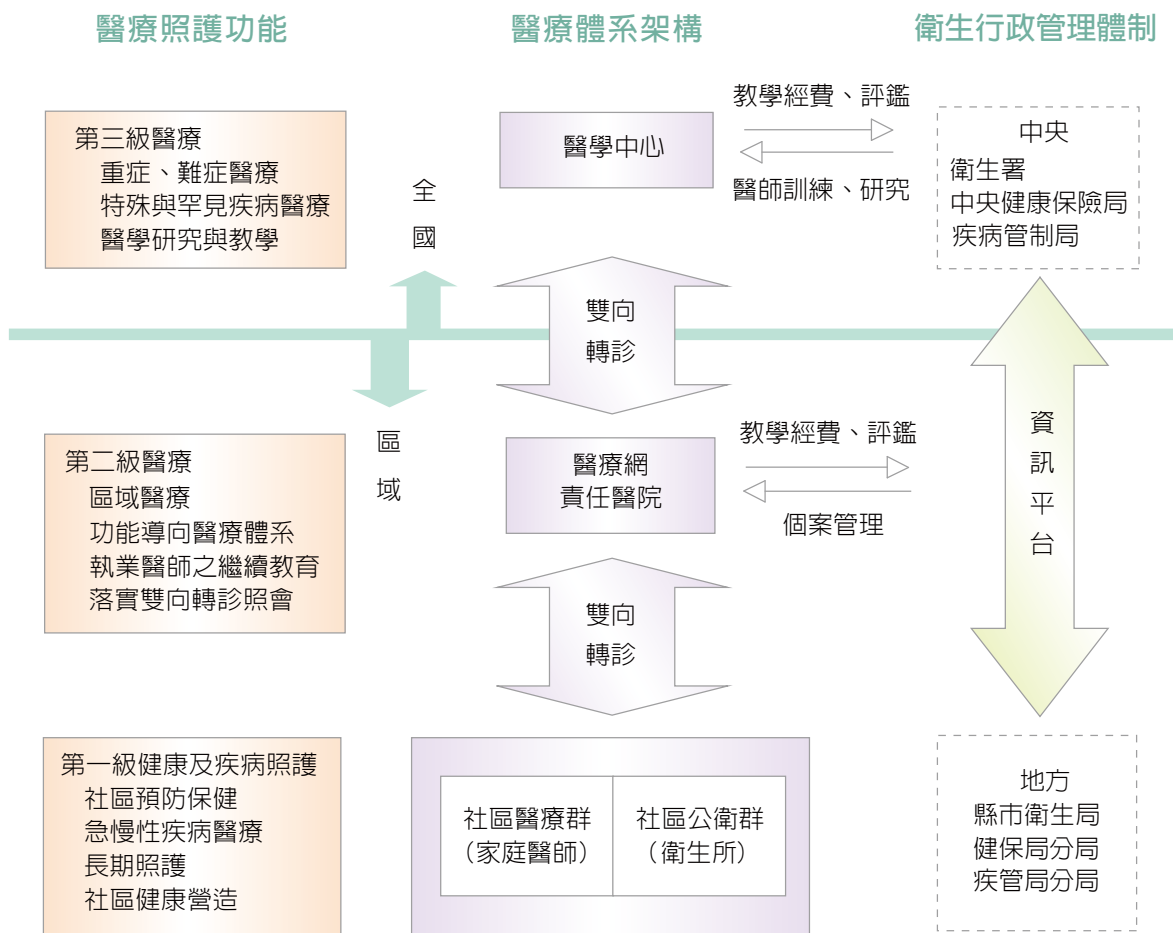 醫療照護功能
醫療體系架構
衛生行政管理體制
第三級醫療
重症、難症醫療
特殊與罕見疾病醫療
醫學研究與教學
全
國
醫學中心
教學經費、評鑑
醫師訓練、研究
中央
衛生署
中央健康保險局
疾病管制局
雙向
轉診
區
域
第二級醫療
區域醫療
功能導向醫療體系
執業醫師之繼續教育
落實雙向轉診照會
醫療網
責任醫院
教學經費、評鑑
個案管理
資
訊
平
台
雙向
轉診
第一級健康及疾病照護
社區預防保健
急慢性疾病醫療
長期照護
社區健康營造
社區醫療群
（家庭醫師）
社區公衛群
（衛生所）
地方
縣市衛生局
健保局分局
疾管局分局